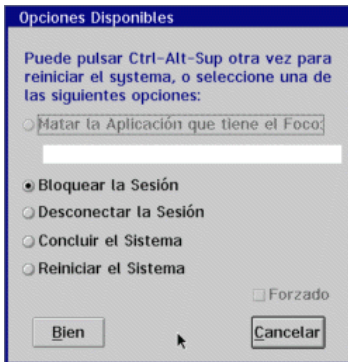 Opciones Disponibles
Puede pulsar Ctrl-Alt-Sup otra vez para
reiniciar el systema, o seleccione una de
las siguientes opciones:
Matar la Aplicación que tiene el Foco:
Bloquear la Sesión
Desconectar la Sesión
Concluir el Sistema
Reiniciar el Sistema
Forzado
Bien Cancelar